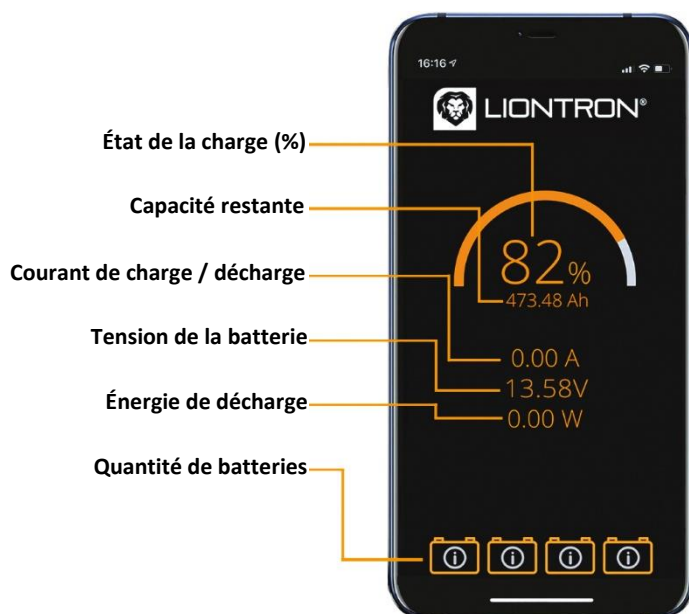 16:16
LIONTRON®
État de la charge (%)
Capacité restante
82%
473.48 Ah
Courant de charge / décharge
0.00 A
Tension de la batterie
13.58V
Énergie de décharge
0.00 W
Quantité de batteries
i i i i